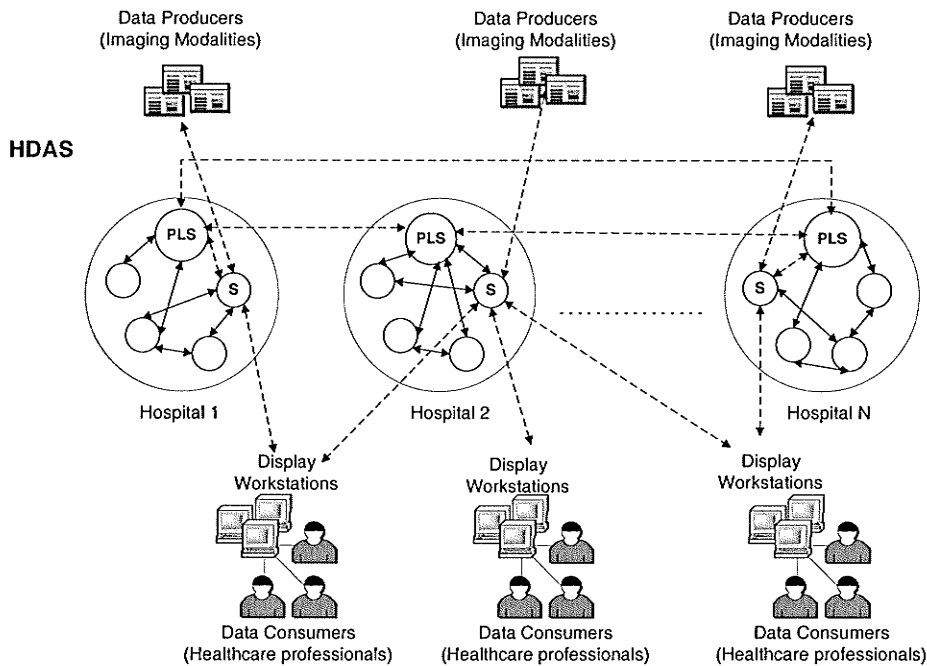 Data Producers
(Imaging Modalities)
Data Producers
(Imaging Modalities)
Data Producers
(Imaging Modalities)
HDAS
PLS
S
PLS
S
PLS
S
Hospital 1
Hospital 2
Hospital N
Display
Workstations
Display
Workstations
Display
Workstations
Data Consumers
(Healthcare professionals)
Data Consumers
(Healthcare professionals)
Data Consumers
(Healthcare professionals)